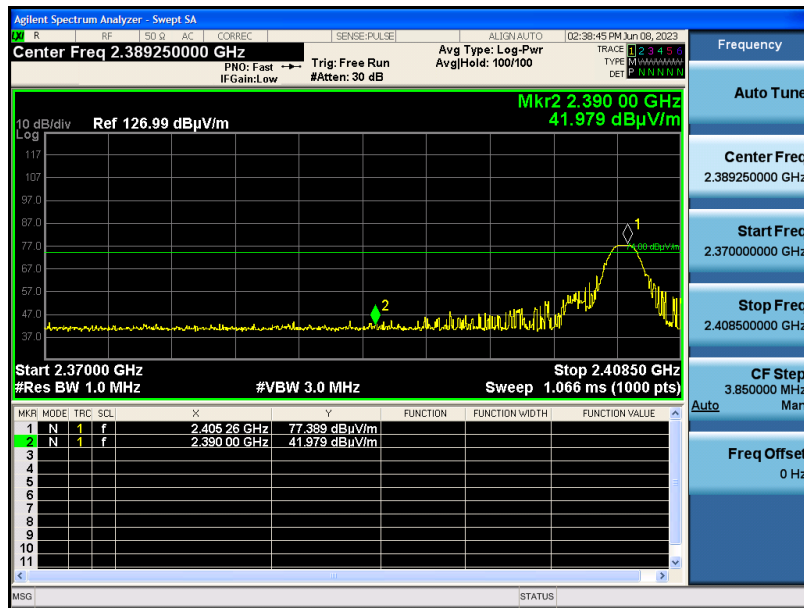 Agilent Spectrum Analyzer - Swept SA
LXI R RF 50 Ω AC CORREC SENSE:PULSE ALIGN AUTO 02:38:45 PM Jun 08, 2023
Center Freq 2.389250000 GHz
PNO: Fast
IFGain:Low
Trig: Free Run
#Atten: 30 dB
Avg Type: Log-Pwr
Avg|Hold: 100/100
TRACE 1 2 3 4 5 6
TYPE M
DET P N N N N N
Mkr2 2.390 00 GHz
41.979 dBµV/m
10 dB/div Ref 126.99 dBµV/m
Log
117
107
97.0
87.0
77.0
67.0
57.0
47.0
37.0
1
2
Start 2.37000 GHz Stop 2.40850 GHz
#Res BW 1.0 MHz #VBW 3.0 MHz Sweep 1.066 ms (1000 pts)
MKR MODE TRC SCL X Y FUNCTION FUNCTION WIDTH FUNCTION VALUE
1 N 1 f 2.405 26 GHz 77.389 dBµV/m
2 N 1 f 2.390 00 GHz 41.979 dBµV/m
3
4
5
6
7
8
9
10
11
MSG STATUS
Frequency
Auto Tune
Center Freq
2.389250000 GHz
Start Freq
2.370000000 GHz
Stop Freq
2.408500000 GHz
CF Step
3.850000 MHz
Auto Man
Freq Offset
0 Hz